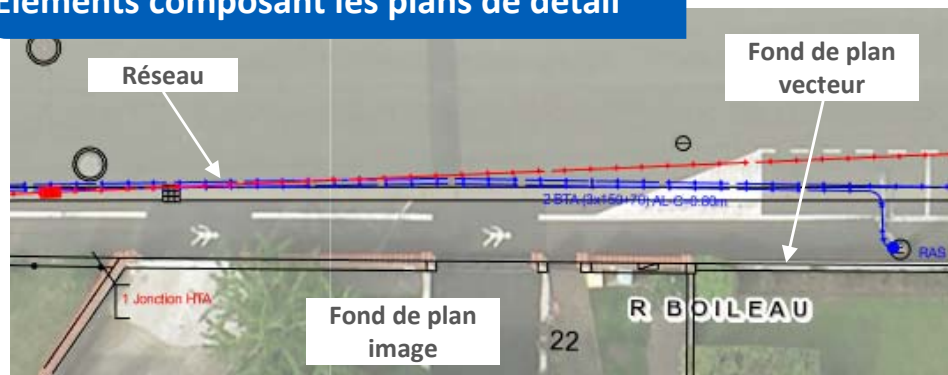 Eléments composant les plans de détail
Réseau
Fond de plan
vecteur
2 BTA (3x150+70) AL-C=0.80m
RAS
1 Jonction HTA
Fond de plan
image
R BOILEAU
22